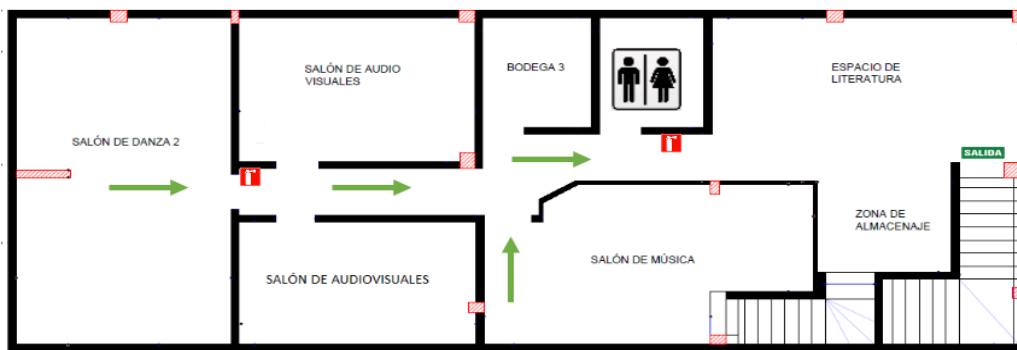 SALÓN DE AUDIO
VISUALES
BODEGA 3
ESPACIO DE
LITERATURA
SALÓN DE DANZA 2
SALIDA
ZONA DE
ALMACENAJE
SALÓN DE MÚSICA
SALÓN DE AUDIOVISUALES